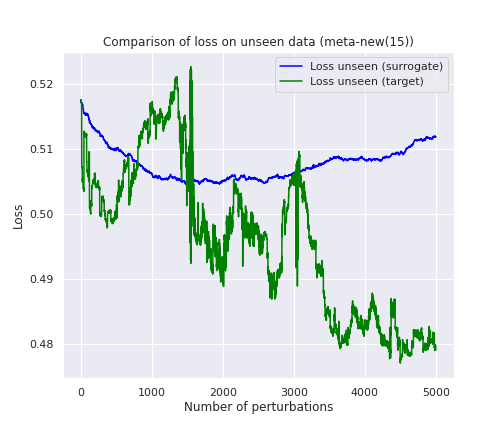 Comparison of loss on unseen data (meta-new(15))
Loss unseen (surrogate)
Loss unseen (target)
Loss
0.52
0.51
0.50
0.49
0.48
0 1000 2000 3000 4000 5000
Number of perturbations